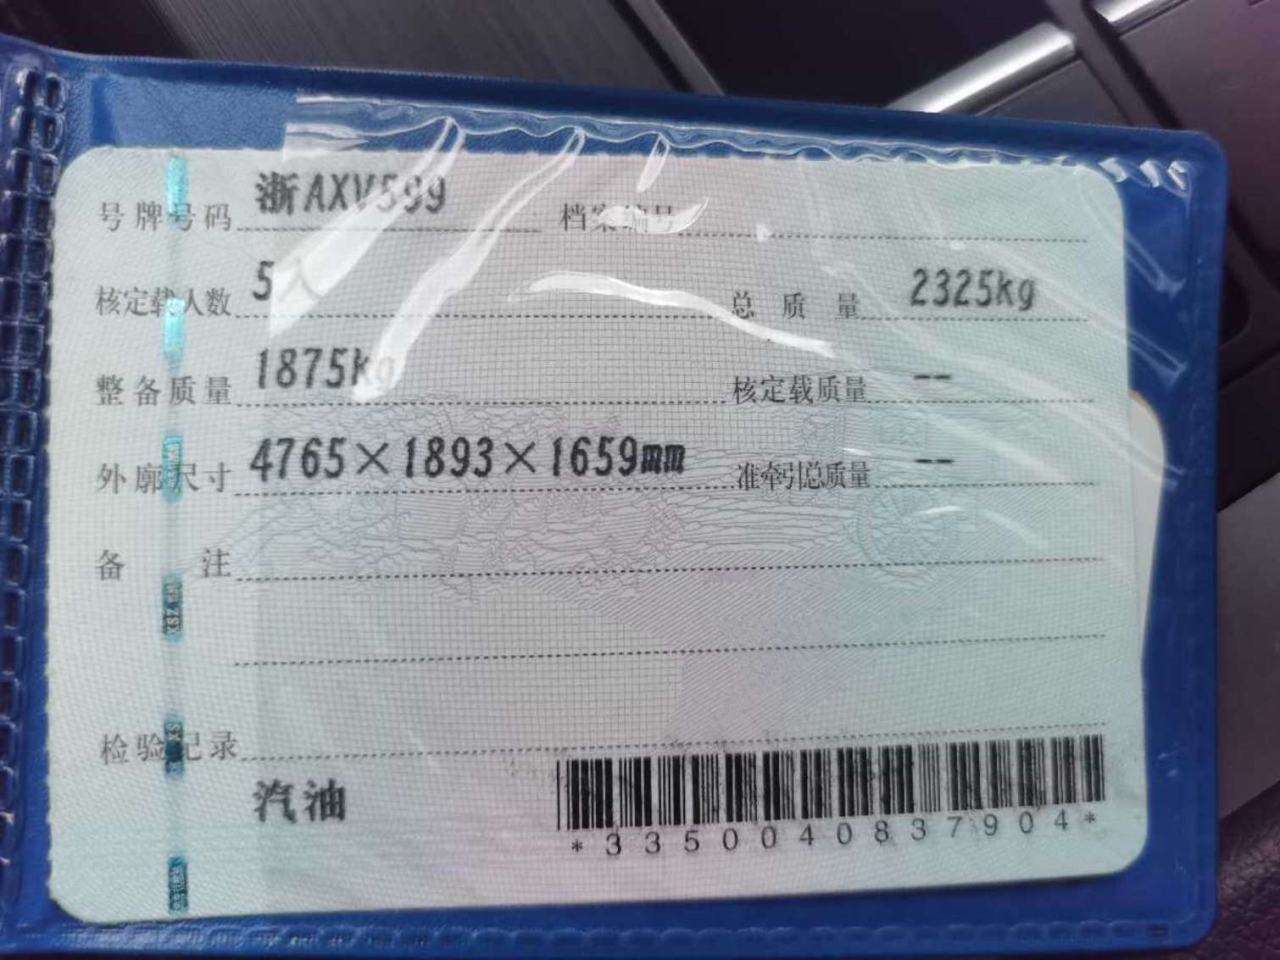 号牌号码 浙AXV599 档案编号
核定载人数 5人 总质量 2325kg
整备质量 1875kg 核定载质量 --
外廓尺寸 4765×1893×1659mm 准牵引总质量 --
备注
检验记录
汽油
*3350040837904*